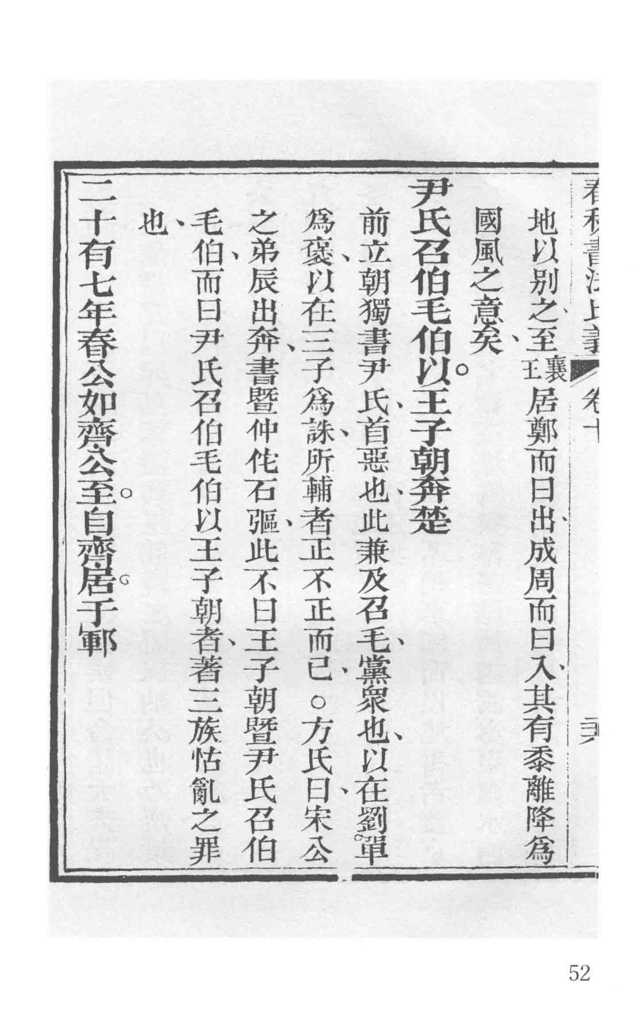 春秋書法比義 卷十
地以别之、至襄王居鄭而曰出、成周而曰入、其有黍離降爲
國風之意矣、
尹氏召伯毛伯以王子朝奔楚
前立朝獨書尹氏、首惡也、此兼及召毛、黨衆也、以在劉單
爲褒、以在三子爲誅、所輔者正不正而已、○方氏曰、宋公
之弟辰出奔、書暨仲佗石彄、此不曰王子朝暨尹氏召伯
毛伯、而曰尹氏召伯毛伯以王子朝者、著三族怙亂之罪
也、
二十有七年春公如齊公至自齊居于鄆
52